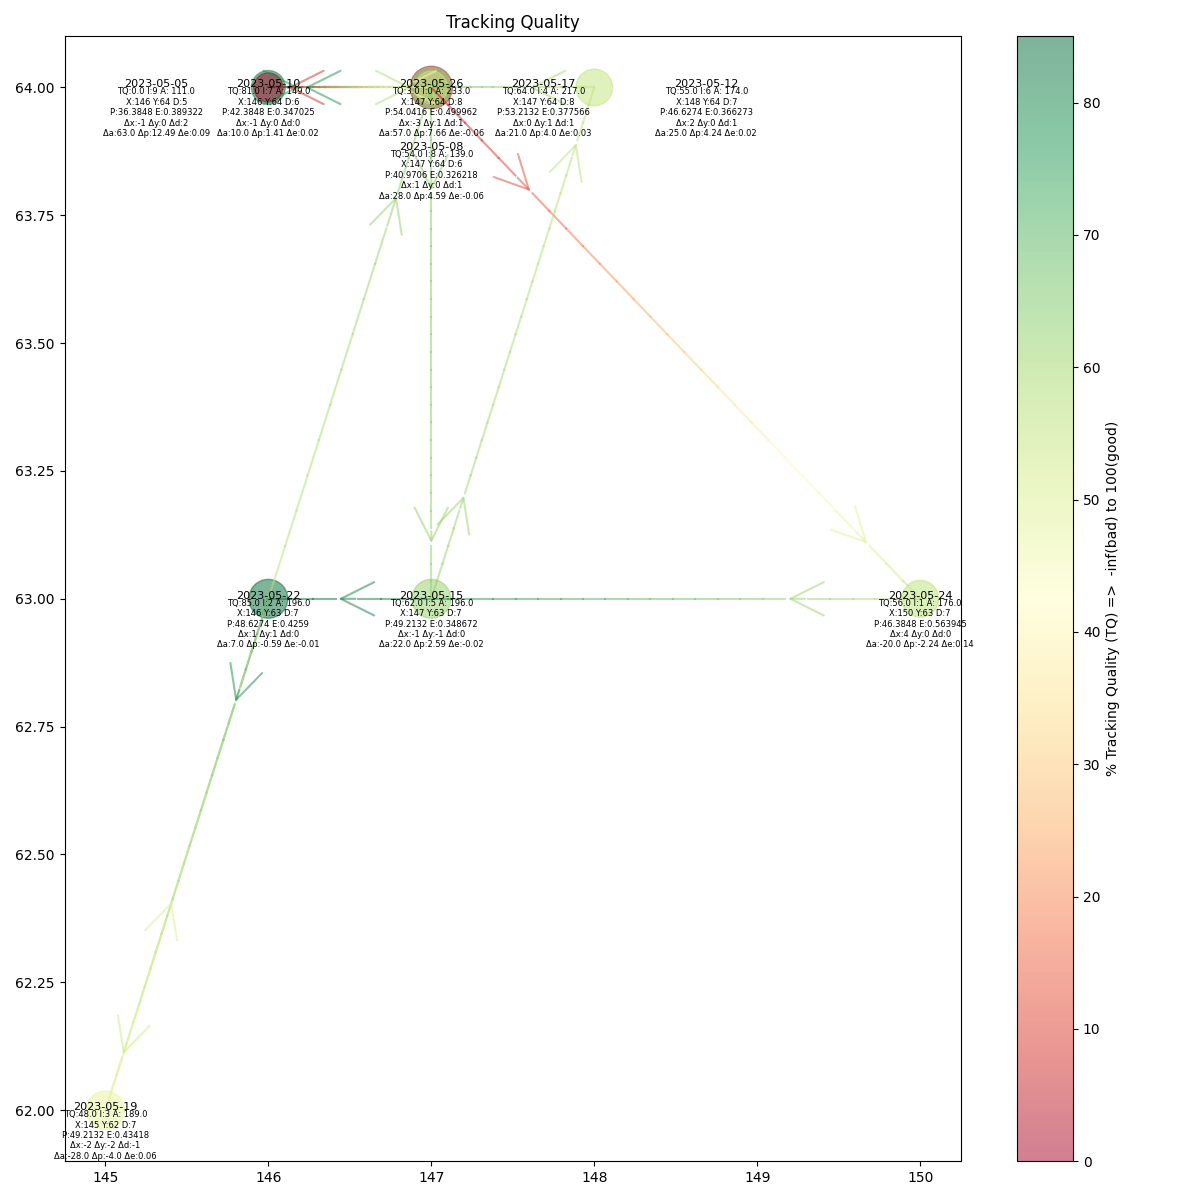 Tracking Quality
64.00
63.75
63.50
63.25
63.00
62.75
62.50
62.25
62.00
2023-05-05
TQ:0.0 I:9 A: 111.0
X:146 Y:64 D:5
P:36.3848 E:0.389322
Δx:-1 Δy:0 Δd:2
Δa:63.0 Δp:12.49 Δe:0.09
2023-05-10
TQ:81.0 I:7 A: 149.0
X:146 Y:64 D:6
P:42.3848 E:0.347025
Δx:-1 Δy:0 Δd:0
Δa:10.0 Δp:1.41 Δe:0.02
2023-05-26
TQ:3.0 I:0 A: 233.0
X:147 Y:64 D:8
P:54.0416 E:0.499962
Δx:-3 Δy:1 Δd:1
Δa:57.0 Δp:7.66 Δe:-0.06
2023-05-17
TQ:64.0 I:4 A: 217.0
X:147 Y:64 D:8
P:53.2132 E:0.377566
Δx:0 Δy:1 Δd:1
Δa:21.0 Δp:4.0 Δe:0.03
2023-05-12
TQ:55.0 I:6 A: 174.0
X:148 Y:64 D:7
P:46.6274 E:0.366273
Δx:2 Δy:0 Δd:1
Δa:25.0 Δp:4.24 Δe:0.02
2023-05-08
TQ:54.0 I:8 A: 139.0
X:147 Y:64 D:6
P:40.9706 E:0.326218
Δx:1 Δy:0 Δd:1
Δa:28.0 Δp:4.59 Δe:-0.06
2023-05-22
TQ:85.0 I:2 A: 196.0
X:146 Y:63 D:7
P:48.6274 E:0.4259
Δx:1 Δy:1 Δd:0
Δa:7.0 Δp:-0.59 Δe:-0.01
2023-05-15
TQ:62.0 I:5 A: 196.0
X:147 Y:63 D:7
P:49.2132 E:0.348672
Δx:-1 Δy:-1 Δd:0
Δa:22.0 Δp:2.59 Δe:-0.02
2023-05-24
TQ:56.0 I:1 A: 176.0
X:150 Y:63 D:7
P:46.3848 E:0.563945
Δx:4 Δy:0 Δd:0
Δa:-20.0 Δp:-2.24 Δe:0.14
2023-05-19
TQ:48.0 I:3 A: 189.0
X:145 Y:62 D:7
P:49.2132 E:0.43418
Δx:-2 Δy:-2 Δd:-1
Δa:-28.0 Δp:-4.0 Δe:0.06
145
146
147
148
149
150
80
70
60
50
40
30
20
10
0
% Tracking Quality (TQ) => -inf(bad) to 100(good)